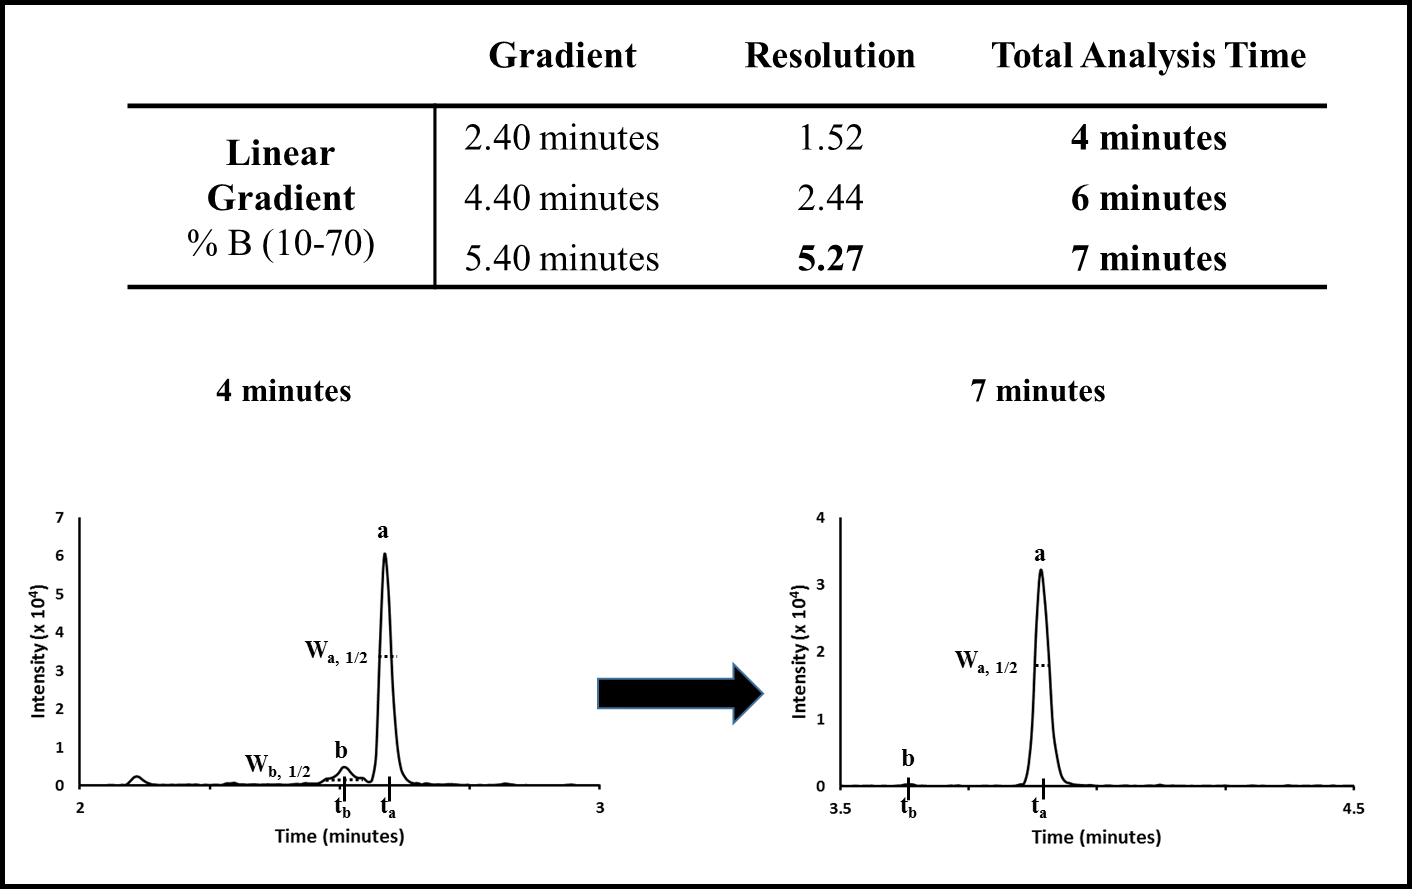 Gradient Resolution Total Analysis Time
Linear Gradient % B (10-70)
2.40 minutes 1.52 4 minutes
4.40 minutes 2.44 6 minutes
5.40 minutes 5.27 7 minutes
4 minutes
7 minutes
Intensity (x 10⁴)
7
6
5
4
3
2
1
0
a
Wa, 1/2
b
Wb, 1/2
tb
ta
2
3
Time (minutes)
Intensity (x 10⁴)
4
3
2
1
0
a
Wa, 1/2
b
tb
ta
3.5
4.5
Time (minutes)